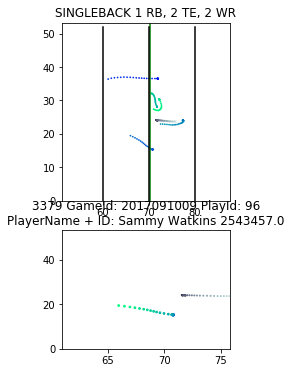 SINGLEBACK 1 RB, 2 TE, 2 WR
50
40
30
20
10
0
60 70 80
3379 GameId: 2017091009 PlayId: 96
PlayerName + ID: Sammy Watkins 2543457.0
40
20
0
65 70 75